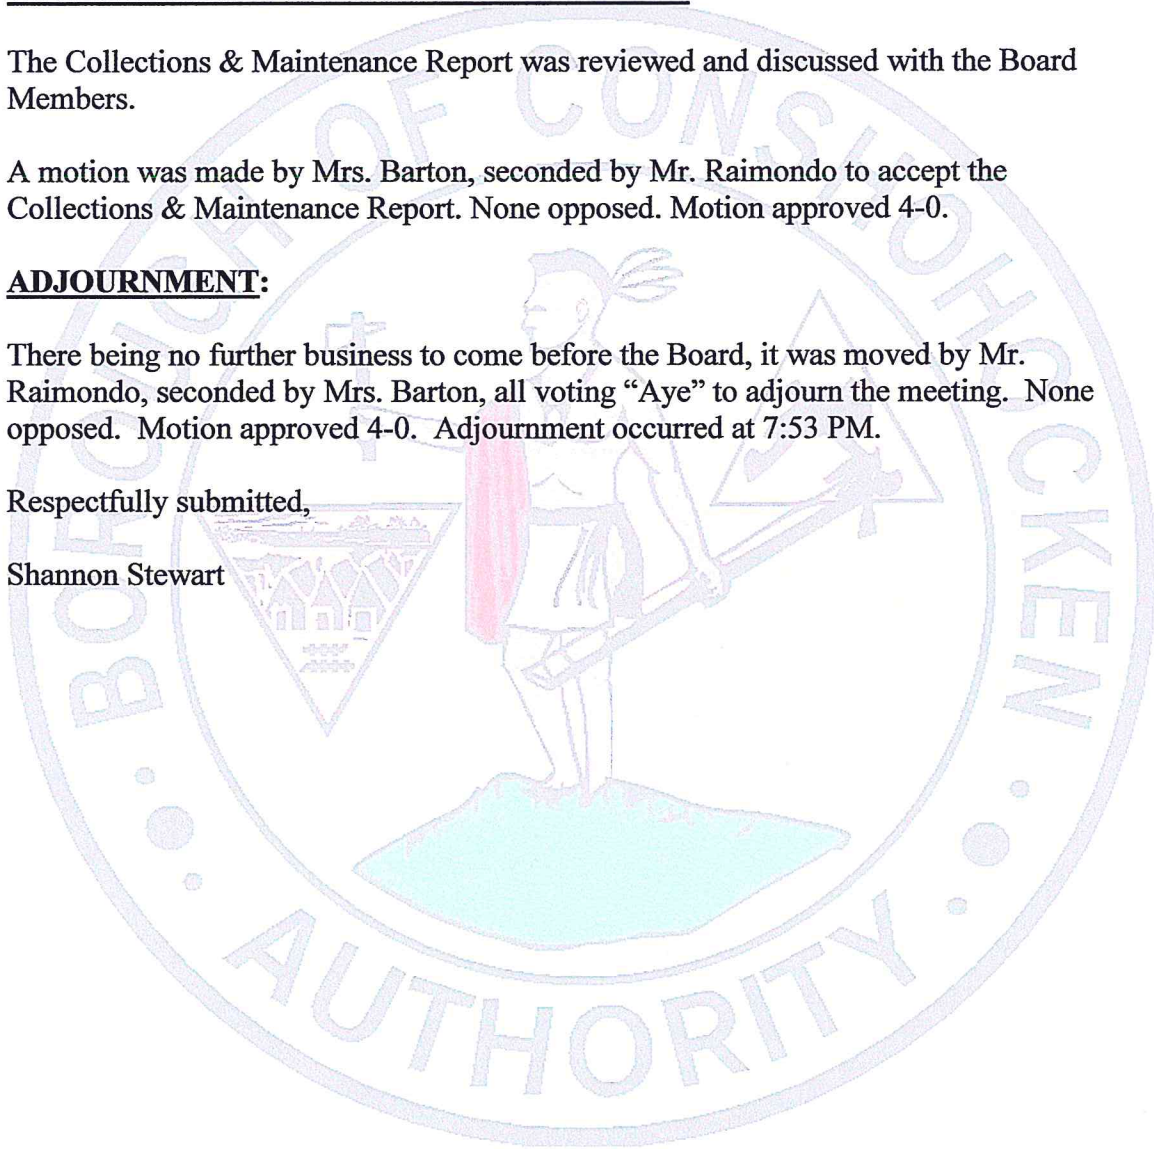 The Collections & Maintenance Report was reviewed and discussed with the Board
Members.
A motion was made by Mrs. Barton, seconded by Mr. Raimondo to accept the
Collections & Maintenance Report. None opposed. Motion approved 4-0.
ADJOURNMENT:
There being no further business to come before the Board, it was moved by Mr.
Raimondo, seconded by Mrs. Barton, all voting “Aye” to adjourn the meeting.  None
opposed.  Motion approved 4-0.  Adjournment occurred at 7:53 PM.
Respectfully submitted,
Shannon Stewart
BOROUGH OF CONSHOHOCKEN
AUTHORITY